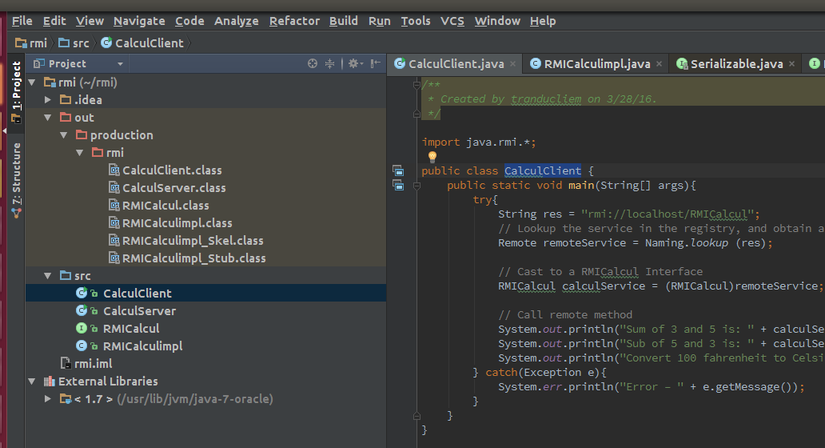 File Edit View Navigate Code Analyze Refactor Build Run Tools VCS Window Help
rmi src CalculClient
Project
CalculClient.java × RMICalculimpl.java × Serializable.java ×
1: Project
7: Structure
rmi (~/rmi)
.idea
out
production
rmi
CalculClient.class
CalculServer.class
RMICalcul.class
RMICalculimpl.class
RMICalculimpl_Skel.class
RMICalculimpl_Stub.class
src
CalculClient
CalculServer
RMICalcul
RMICalculimpl
rmi.iml
External Libraries
< 1.7 > (/usr/lib/jvm/java-7-oracle)
/**
* Created by tranducliem on 3/28/16.
*/
import java.rmi.*;
public class CalculClient {
public static void main(String[] args){
try{
String res = "rmi://localhost/RMICalcul";
// Lookup the service in the registry, and obtain a
Remote remoteService = Naming.lookup (res);
// Cast to a RMICalcul Interface
RMICalcul calculService = (RMICalcul)remoteService;
// Call remote method
System.out.println("Sum of 3 and 5 is: " + calculSe
System.out.println("Sub of 5 and 3 is: " + calculSe
System.out.println("Convert 100 fahrenheit to Celsi
} catch(Exception e){
System.err.println("Error – " + e.getMessage());
}
}
}